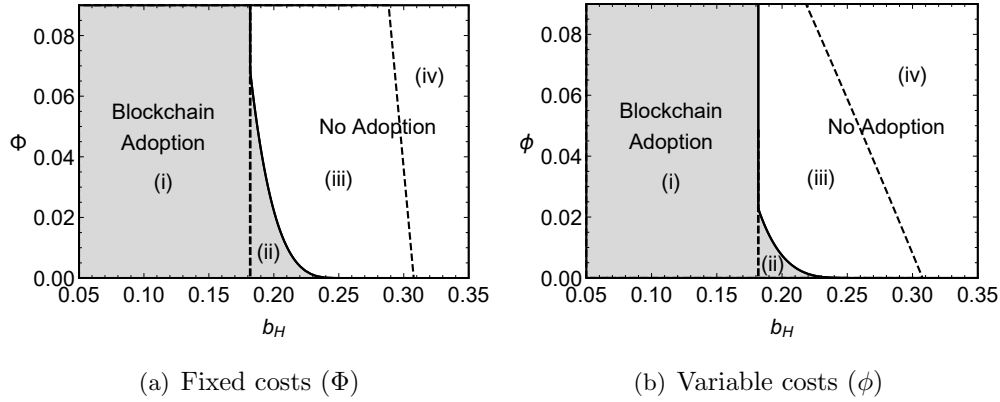 0.08
0.06
Φ
0.04
0.02
0.00
Blockchain
Adoption
(i)
(ii)
(iii)
(iv)
No Adoption
0.05 0.10 0.15 0.20 0.25 0.30 0.35
b_H
(a) Fixed costs (Φ)
0.08
0.06
ϕ
0.04
0.02
0.00
Blockchain
Adoption
(i)
(ii)
(iii)
(iv)
No Adoption
0.05 0.10 0.15 0.20 0.25 0.30 0.35
b_H
(b) Variable costs (ϕ)